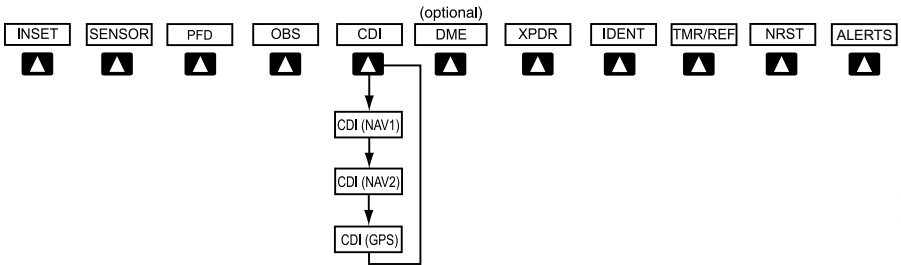 (optional)
INSET SENSOR PFD OBS CDI DME XPDR IDENT TMR/REF NRST ALERTS
CDI (NAV1)
CDI (NAV2)
CDI (GPS)